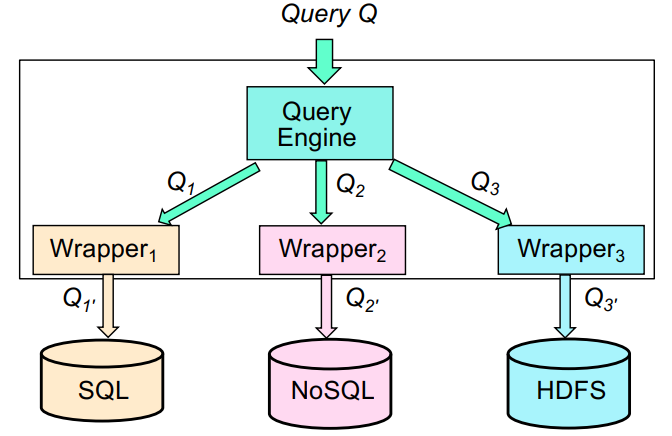 Query Q
Query
Engine
Q1
Q2
Q3
Wrapper1
Wrapper2
Wrapper3
Q1'
Q2'
Q3'
SQL
NoSQL
HDFS